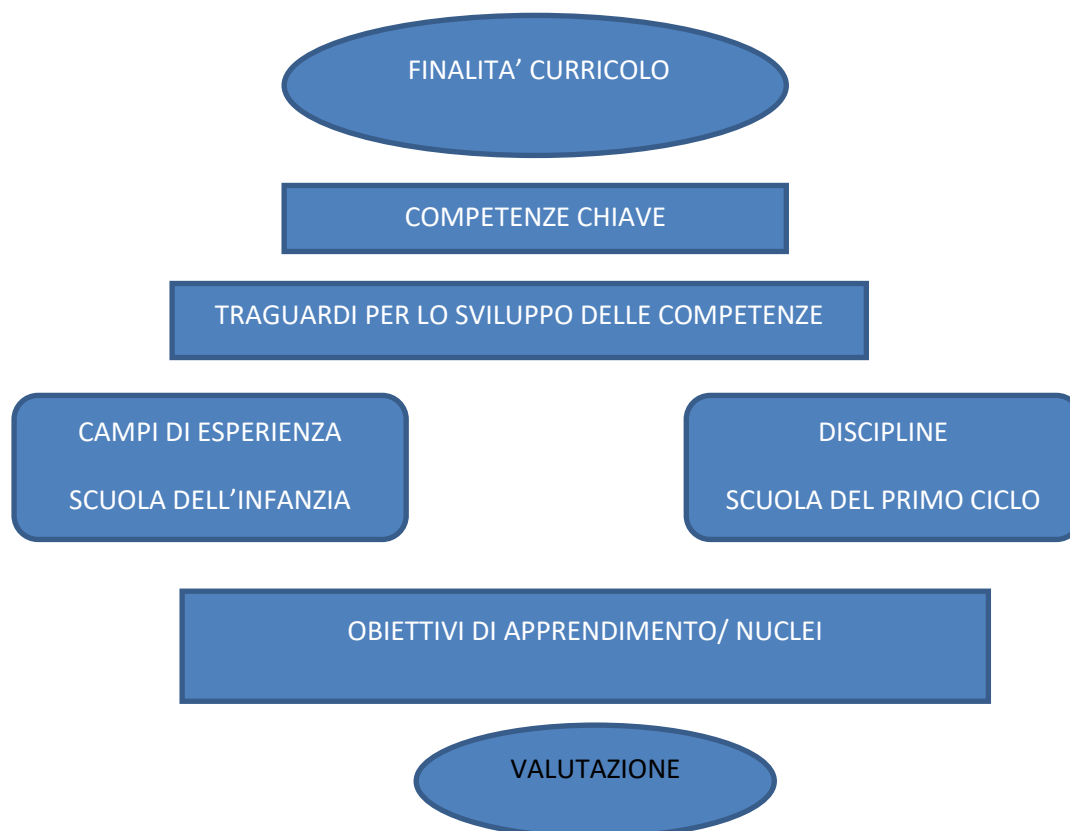 FINALITA’ CURRICOLO
COMPETENZE CHIAVE
TRAGUARDI PER LO SVILUPPO DELLE COMPETENZE
CAMPI DI ESPERIENZA
SCUOLA DELL’INFANZIA
DISCIPLINE
SCUOLA DEL PRIMO CICLO
OBIETTIVI DI APPRENDIMENTO/ NUCLEI
VALUTAZIONE